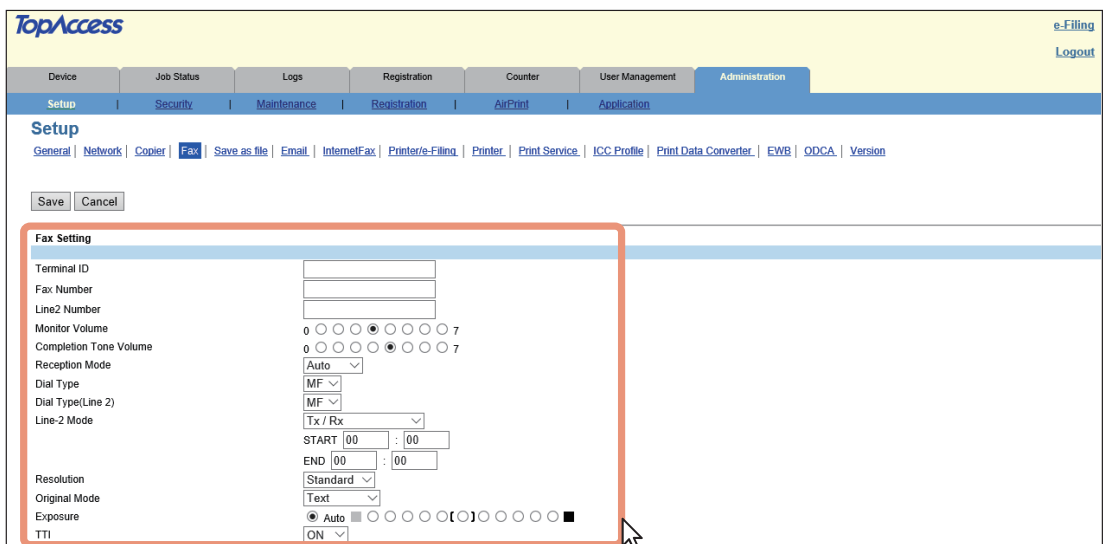 TopAccess
e-Filing
Logout
Device Job Status Logs Registration Counter User Management Administration
Setup | Security | Maintenance | Registration | AirPrint | Application
Setup
General | Network | Copier | Fax | Save as file | Email | InternetFax | Printer/e-Filing | Printer | Print Service | ICC Profile | Print Data Converter | EWB | ODCA | Version
Save Cancel
Fax Setting
Terminal ID
Fax Number
Line2 Number
Monitor Volume 0 7
Completion Tone Volume 0 7
Reception Mode Auto
Dial Type MF
Dial Type(Line 2) MF
Line-2 Mode Tx / Rx
START 00 : 00
END 00 : 00
Resolution Standard
Original Mode Text
Exposure Auto [ ]
TTI ON